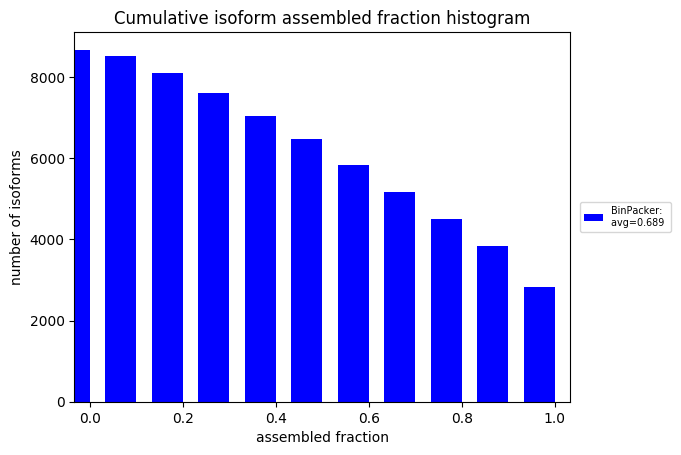 Cumulative isoform assembled fraction histogram
number of isoforms
8000
6000
4000
2000
0
0.0 0.2 0.4 0.6 0.8 1.0
assembled fraction
BinPacker:
avg=0.689